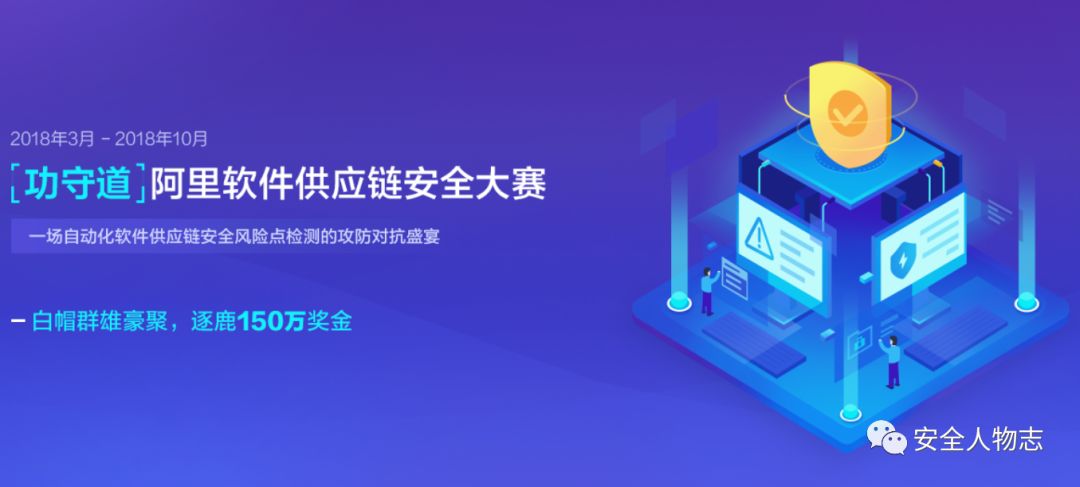 2018年3月 - 2018年10月
[功守道]阿里软件供应链安全大赛
一场自动化软件供应链安全风险点检测的攻防对抗盛宴
– 白帽群雄豪聚，逐鹿150万奖金
安全人物志